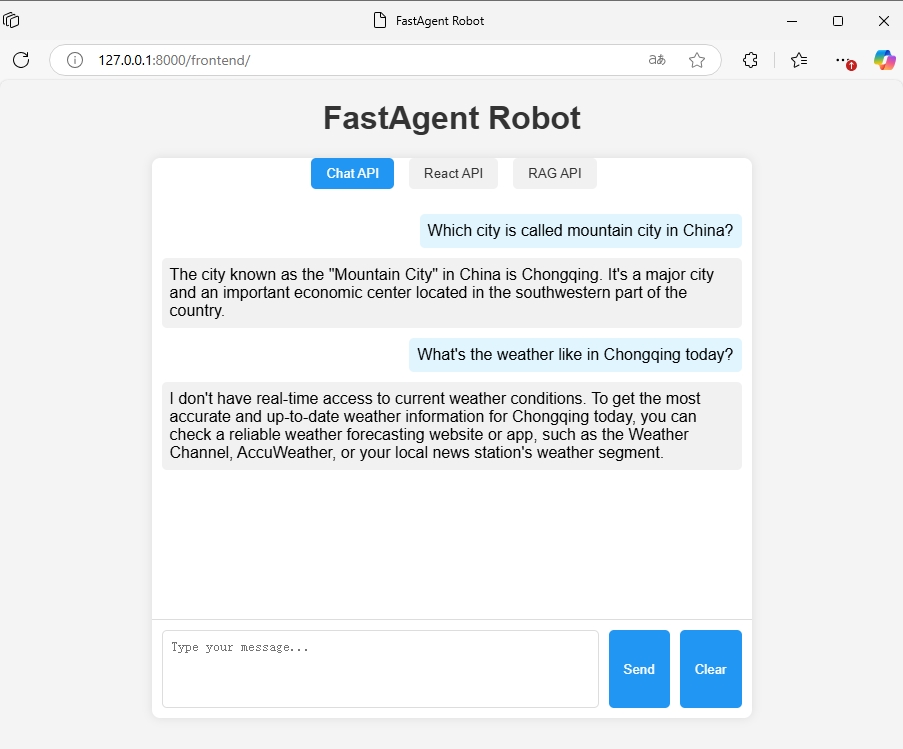 FastAgent Robot
127.0.0.1:8000/frontend/
aあ
FastAgent Robot
Chat API
React API
RAG API
Which city is called mountain city in China?
The city known as the "Mountain City" in China is Chongqing. It's a major city
and an important economic center located in the southwestern part of the
country.
What's the weather like in Chongqing today?
I don't have real-time access to current weather conditions. To get the most
accurate and up-to-date weather information for Chongqing today, you can
check a reliable weather forecasting website or app, such as the Weather
Channel, AccuWeather, or your local news station's weather segment.
Type your message...
Send
Clear